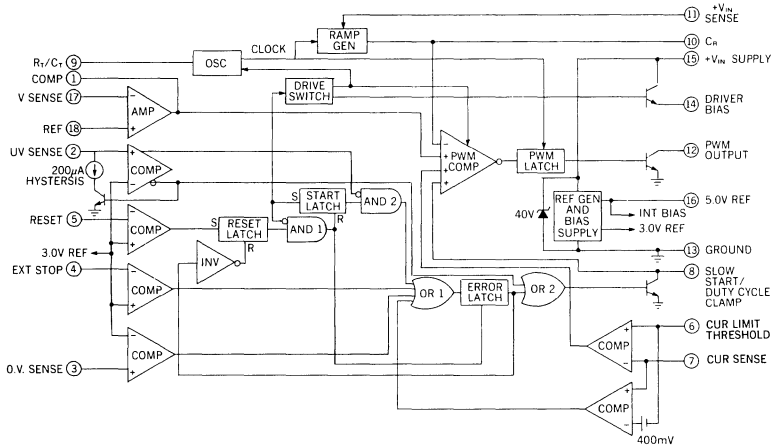 11 +VIN SENSE
RAMP GEN
10 CR
CLOCK
RT/CT 9
OSC
15 +VIN SUPPLY
COMP 1
DRIVE SWITCH
V SENSE 17
- AMP +
14 DRIVER BIAS
REF 18
UV SENSE 2
+ COMP -
- + + + PWM COMP
PWM LATCH
12 PWM OUTPUT
200µA HYSTERSIS
S START LATCH R
AND 2
40V
REF GEN AND BIAS SUPPLY
16 5.0V REF
INT BIAS
3.0V REF
RESET 5
- COMP +
S RESET LATCH R
AND 1
3.0V REF
INV
13 GROUND
EXT STOP 4
- COMP +
8 SLOW START/ DUTY CYCLE CLAMP
OR 1
ERROR LATCH
OR 2
6 CUR LIMIT THRESHOLD
+ COMP -
7 CUR SENSE
O.V. SENSE 3
- COMP +
+ COMP -
400mV